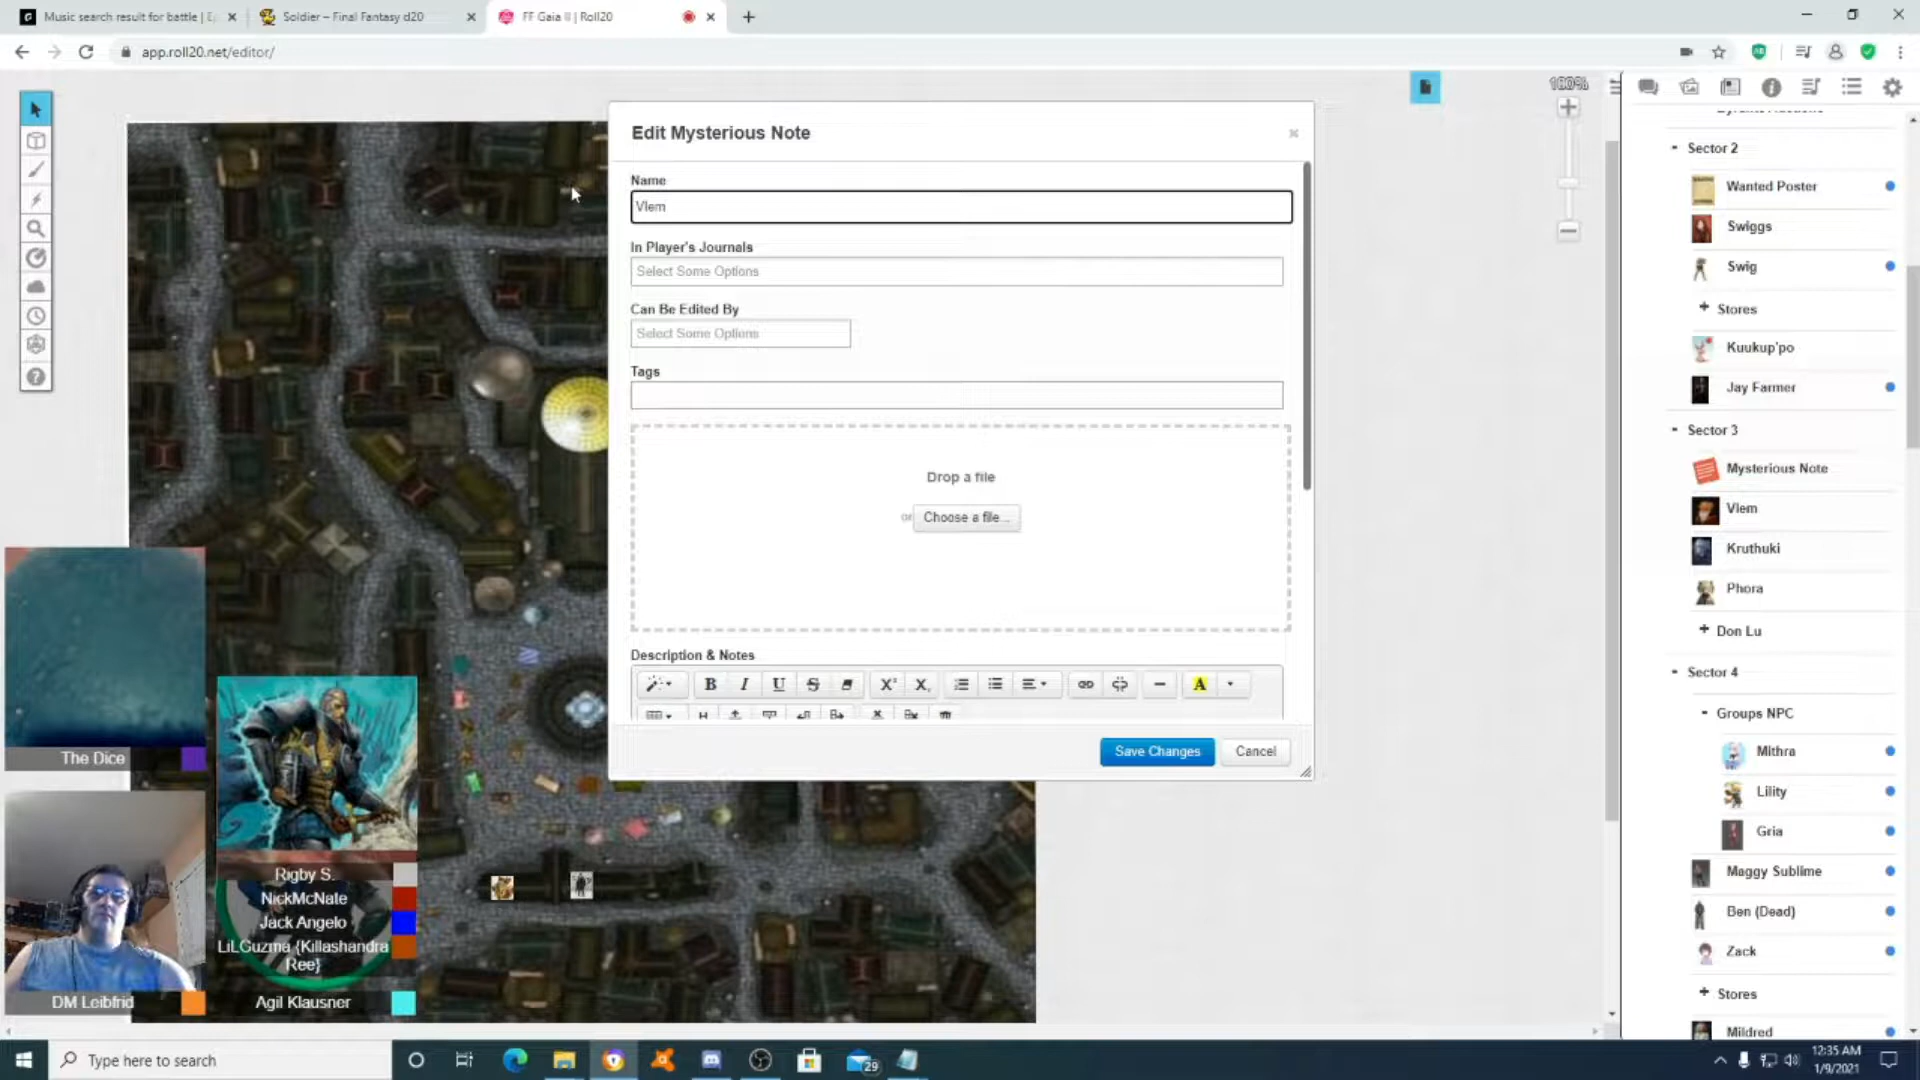 Music search result for battle | E
Soldier – Final Fantasy d20
FF Gaia II | Roll20
app.roll20.net/editor/
100%
Edit Mysterious Note
Name
Vlem
In Player's Journals
Select Some Options
Can Be Edited By
Select Some Options
Tags
Drop a file
or Choose a file...
Description & Notes
Save Changes
Cancel
Sector 2
Wanted Poster
Swiggs
Swig
Stores
Kuukup'po
Jay Farmer
Sector 3
Mysterious Note
Vlem
Kruthuki
Phora
Don Lu
Sector 4
Groups NPC
Mithra
Lility
Gria
Maggy Sublime
Ben (Dead)
Zack
Stores
Mildred
The Dice
DM Leibfrid
Rigby S.
NickMcNate
Jack Angelo
LiLGuzma {Killashandra
Ree}
Agil Klausner
Type here to search
29
12:35 AM
1/9/2021